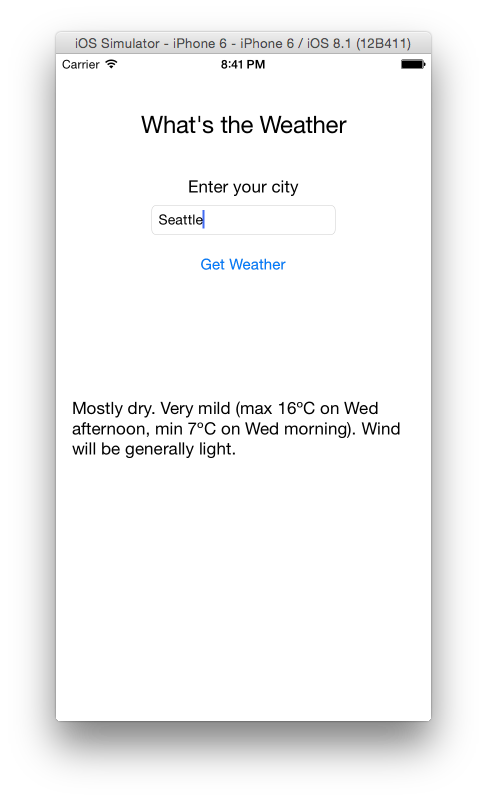 iOS Simulator - iPhone 6 - iPhone 6 / iOS 8.1 (12B411)
Carrier 8:41 PM
What's the Weather
Enter your city
Seattle
Get Weather
Mostly dry. Very mild (max 16ºC on Wed
afternoon, min 7ºC on Wed morning). Wind
will be generally light.